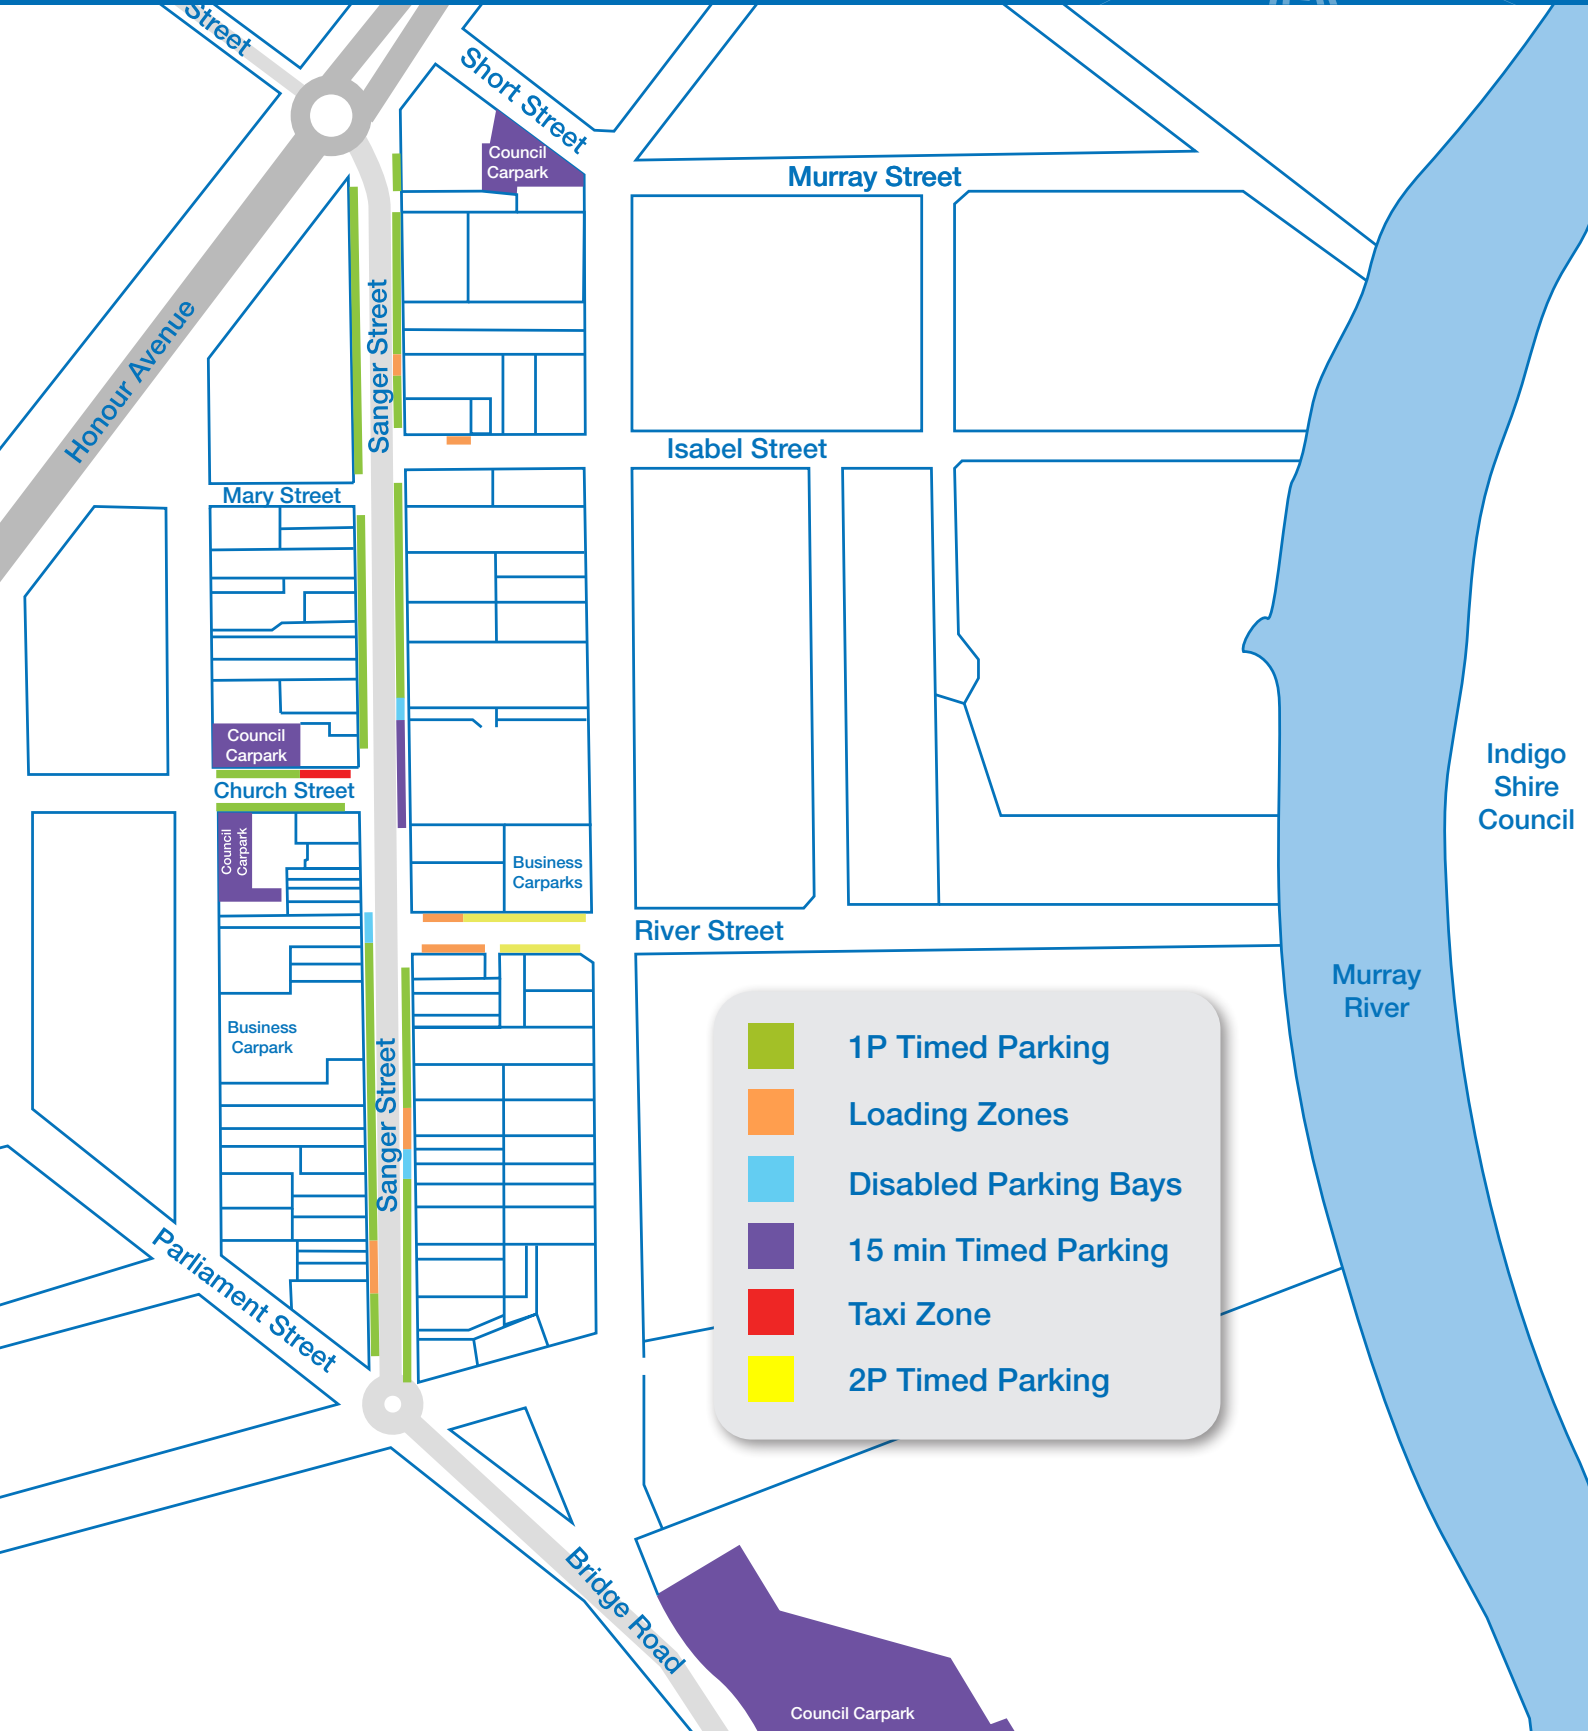 Street
Short Street
Council
Carpark
Murray Street
Honour Avenue
Sanger Street
Isabel Street
Mary Street
Council
Carpark
Church Street
Council
Carpark
Business
Carparks
River Street
Indigo
Shire
Council
Murray
River
Business
Carpark
Sanger Street
1P Timed Parking
Loading Zones
Disabled Parking Bays
15 min Timed Parking
Taxi Zone
2P Timed Parking
Parliament Street
Bridge Road
Council Carpark